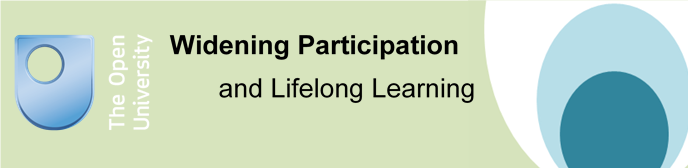 The Open
University
Widening Participation
and Lifelong Learning